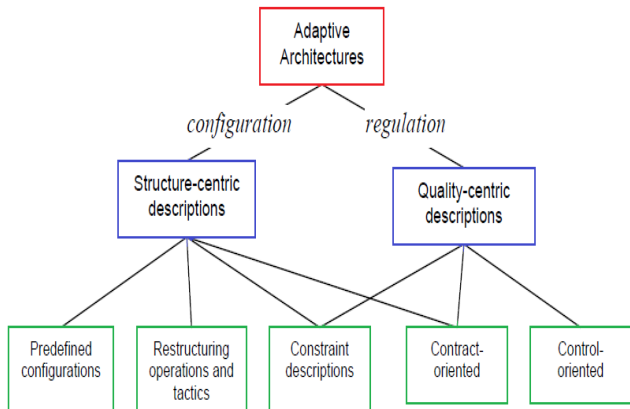 Adaptive
Architectures
configuration
regulation
Structure-centric
descriptions
Quality-centric
descriptions
Predefined
configurations
Restructuring
operations and
tactics
Constraint
descriptions
Contract-
oriented
Control-
oriented